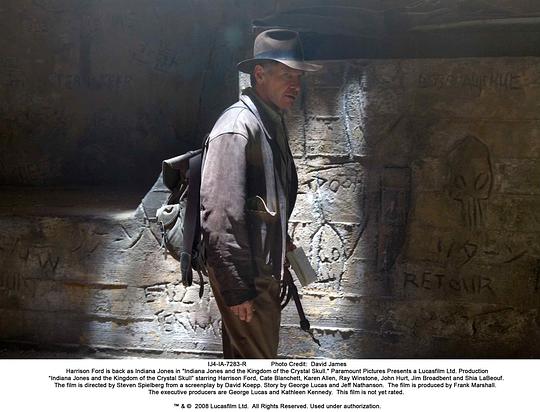 RETOUR
IJ4-IA-7283-R Photo Credit: David James
Harrison Ford is back as Indiana Jones in "Indiana Jones and the Kingdom of the Crystal Skull." Paramount Pictures Presents a Lucasfilm Ltd. Production
"Indiana Jones and the Kingdom of the Crystal Skull" starring Harrison Ford, Cate Blanchett, Karen Allen, Ray Winstone, John Hurt, Jim Broadbent and Shia LaBleouf.
The film is directed by Steven Spielberg from a screenplay by David Koepp. Story by George Lucas and Jeff Nathanson. The film is produced by Frank Marshall.
The executive producers are George Lucas and Kathleen Kennedy. This film is not yet rated.
™ & © 2008 Lucasfilm Ltd. All Rights Reserved. Used under authorization.